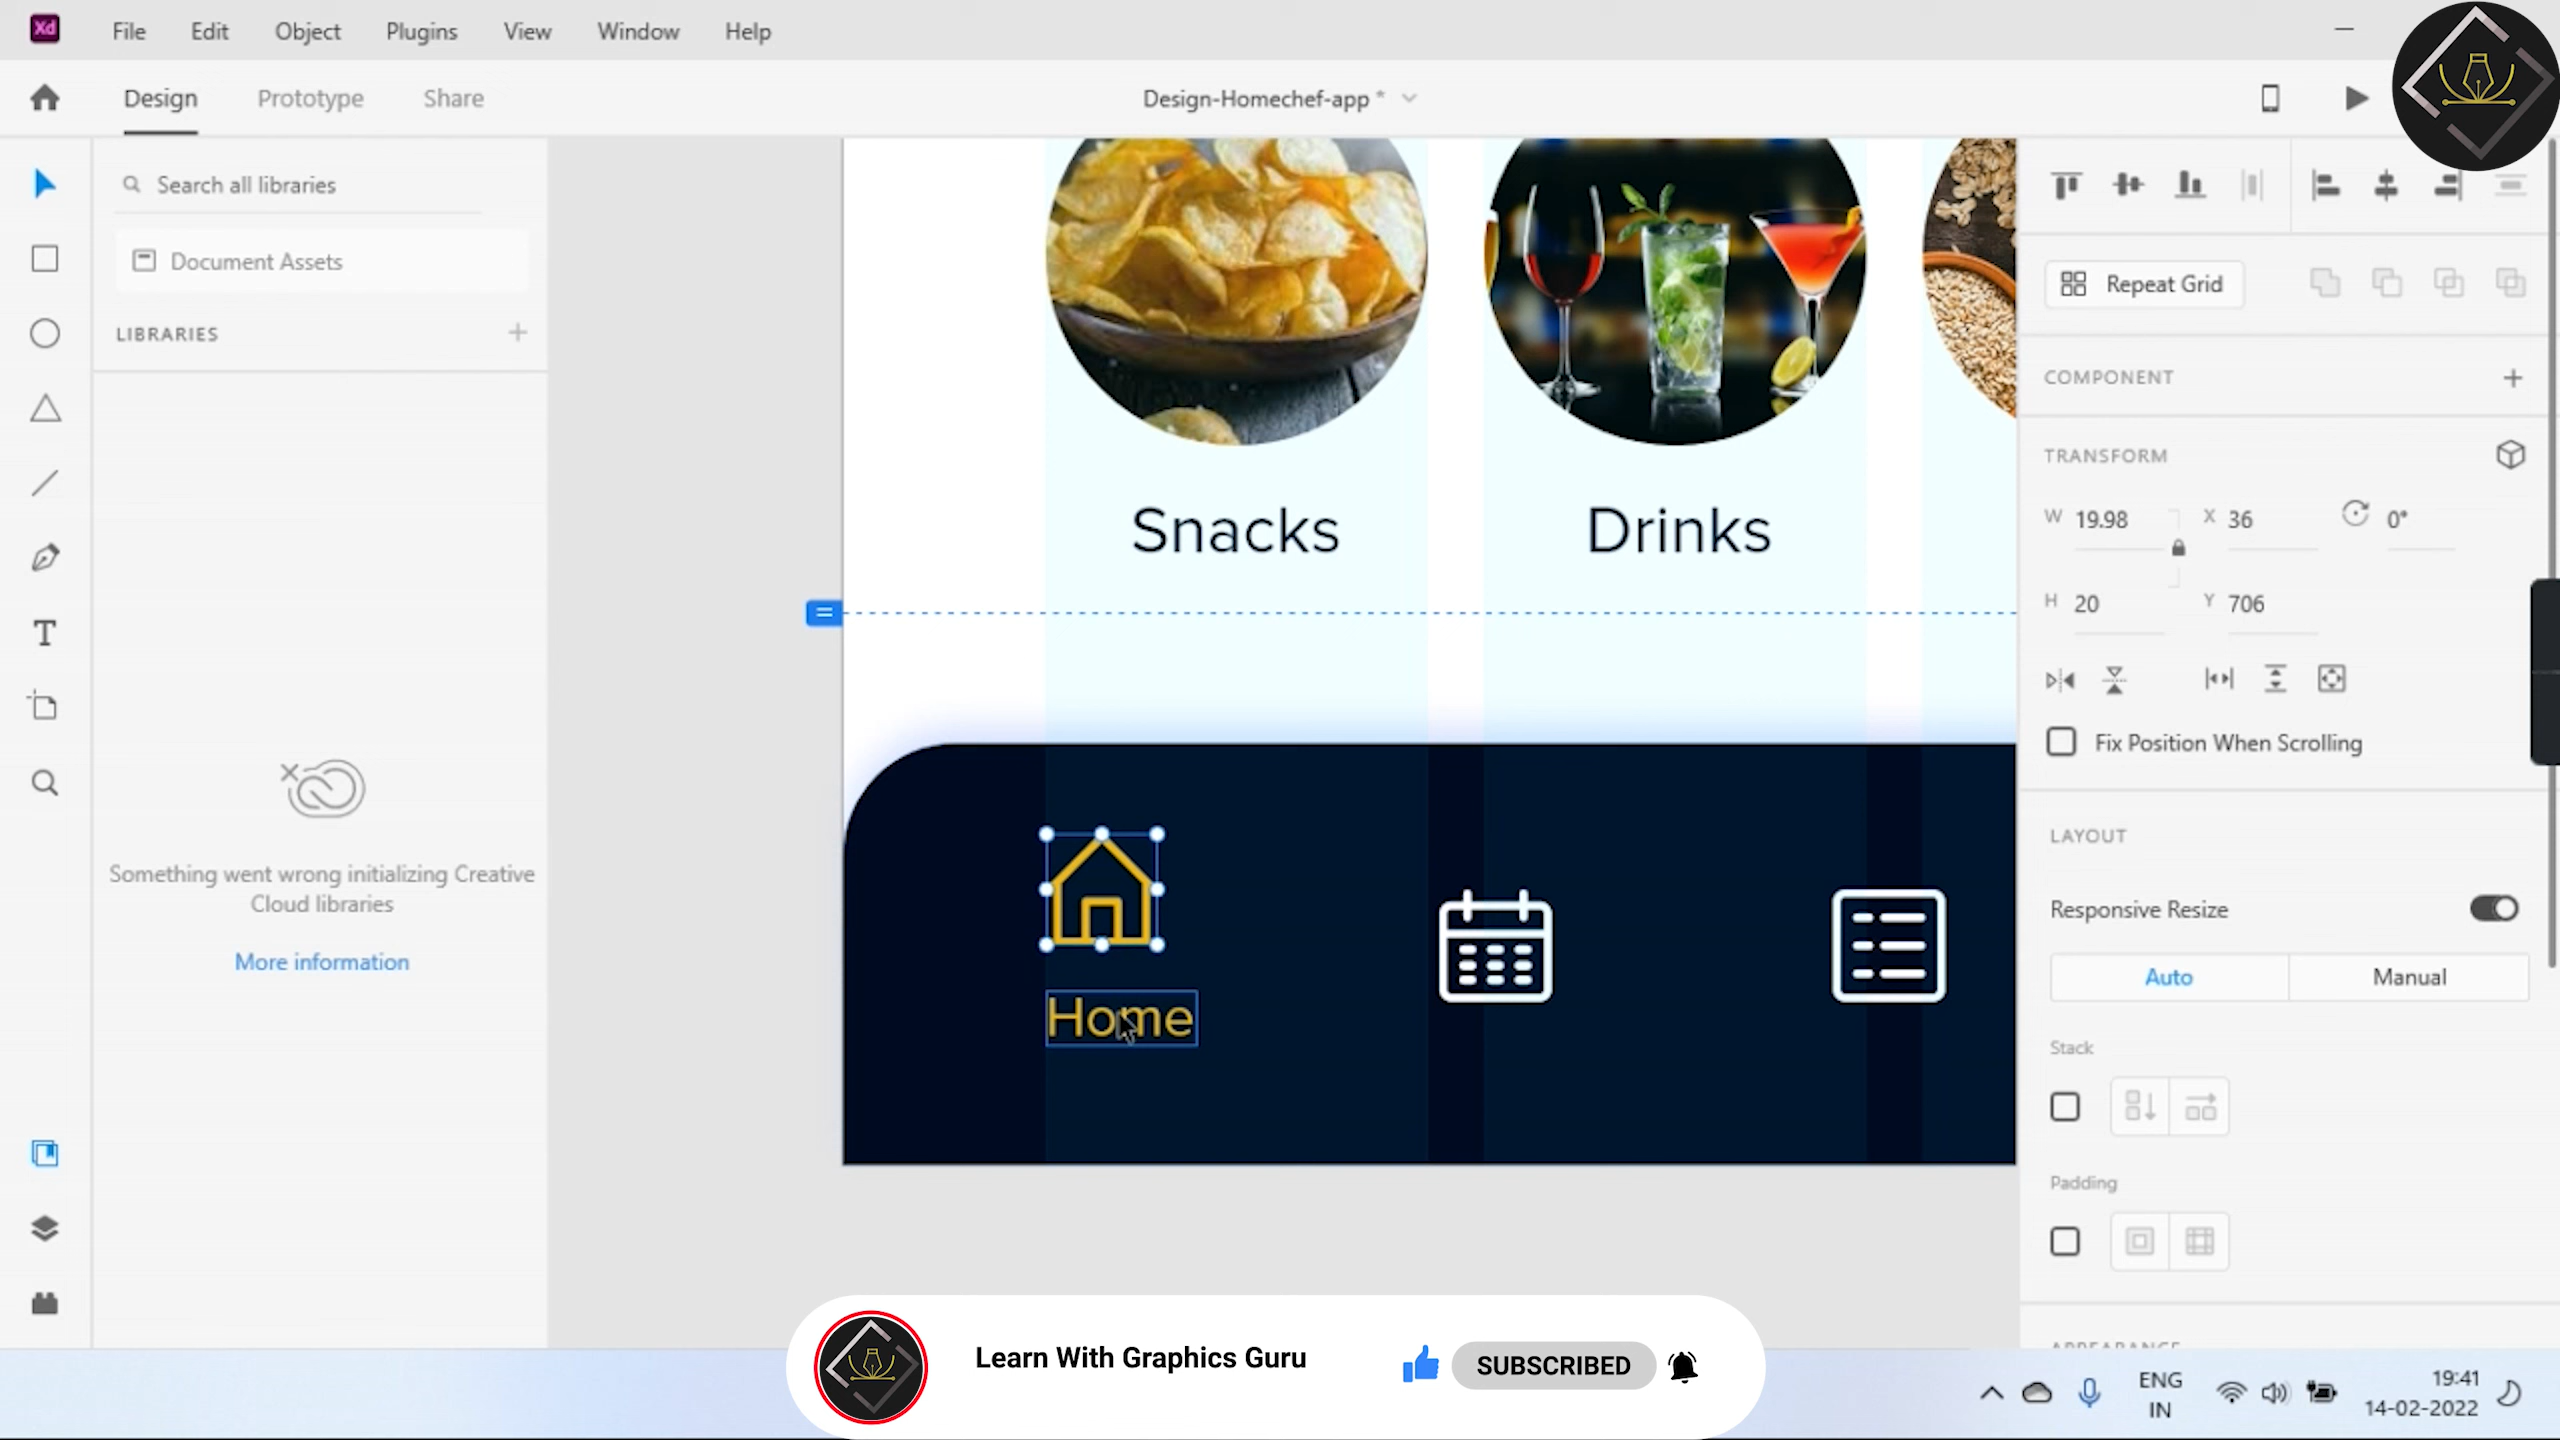 Xd File Edit Object Plugins View Window Help
Design Prototype Share
Design-Homechef-app *
Search all libraries
Document Assets
LIBRARIES
Something went wrong initializing Creative
Cloud libraries
More information
Snacks
Drinks
Home
Repeat Grid
COMPONENT
TRANSFORM
W 19.98 X 36 0°
H 20 Y 706
Fix Position When Scrolling
LAYOUT
Responsive Resize
Auto Manual
Stack
Padding
APPEARANCE
Learn With Graphics Guru
SUBSCRIBED
ENG
IN
19:41
14-02-2022